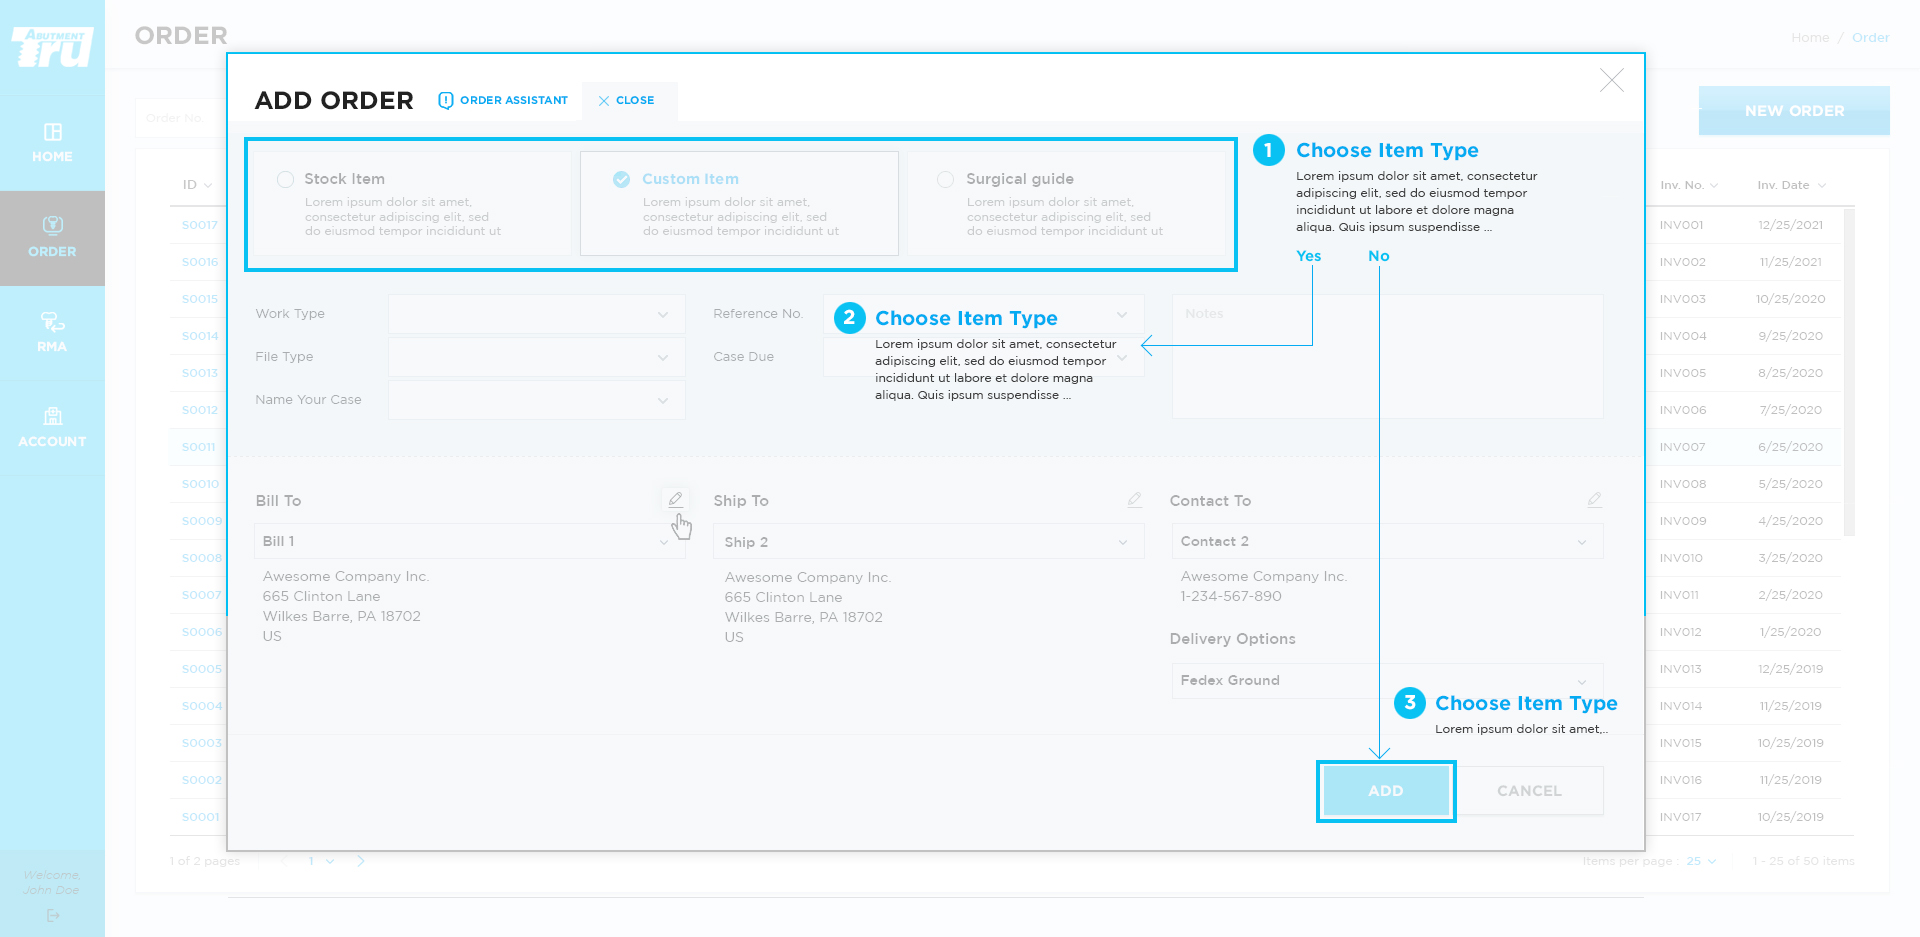 ABUTMENT
Tru
ORDER
Home / Order
HOME
ORDER
RMA
ACCOUNT
Welcome,
John Doe
Order No.
NEW ORDER
ADD ORDER
ORDER ASSISTANT
CLOSE
Stock Item
Lorem ipsum dolor sit amet,
consectetur adipiscing elit, sed
do eiusmod tempor incididunt ut
Custom Item
Lorem ipsum dolor sit amet,
consectetur adipiscing elit, sed
do eiusmod tempor incididunt ut
Surgical guide
Lorem ipsum dolor sit amet,
consectetur adipiscing elit, sed
do eiusmod tempor incididunt ut
1 Choose Item Type
Lorem ipsum dolor sit amet, consectetur
adipiscing elit, sed do eiusmod tempor
incididunt ut labore et dolore magna
aliqua. Quis ipsum suspendisse ...
Yes No
Work Type
File Type
Name Your Case
Reference No.
Case Due
Notes
2 Choose Item Type
Lorem ipsum dolor sit amet, consectetur
adipiscing elit, sed do eiusmod tempor
incididunt ut labore et dolore magna
aliqua. Quis ipsum suspendisse ...
Bill To
Bill 1
Awesome Company Inc.
665 Clinton Lane
Wilkes Barre, PA 18702
US
Ship To
Ship 2
Awesome Company Inc.
665 Clinton Lane
Wilkes Barre, PA 18702
US
Contact To
Contact 2
Awesome Company Inc.
1-234-567-890
Delivery Options
Fedex Ground
3 Choose Item Type
Lorem ipsum dolor sit amet,..
ADD
CANCEL
ID Inv. No. Inv. Date
S0017 INV001 12/25/2021
S0016 INV002 11/25/2021
S0015 INV003 10/25/2020
S0014 INV004 9/25/2020
S0013 INV005 8/25/2020
S0012 INV006 7/25/2020
S0011 INV007 6/25/2020
S0010 INV008 5/25/2020
S0009 INV009 4/25/2020
S0008 INV010 3/25/2020
S0007 INV011 2/25/2020
S0006 INV012 1/25/2020
S0005 INV013 12/25/2019
S0004 INV014 11/25/2019
S0003 INV015 10/25/2019
S0002 INV016 11/25/2019
S0001 INV017 10/25/2019
1 of 2 pages
1
Items per page : 25
1 - 25 of 50 items